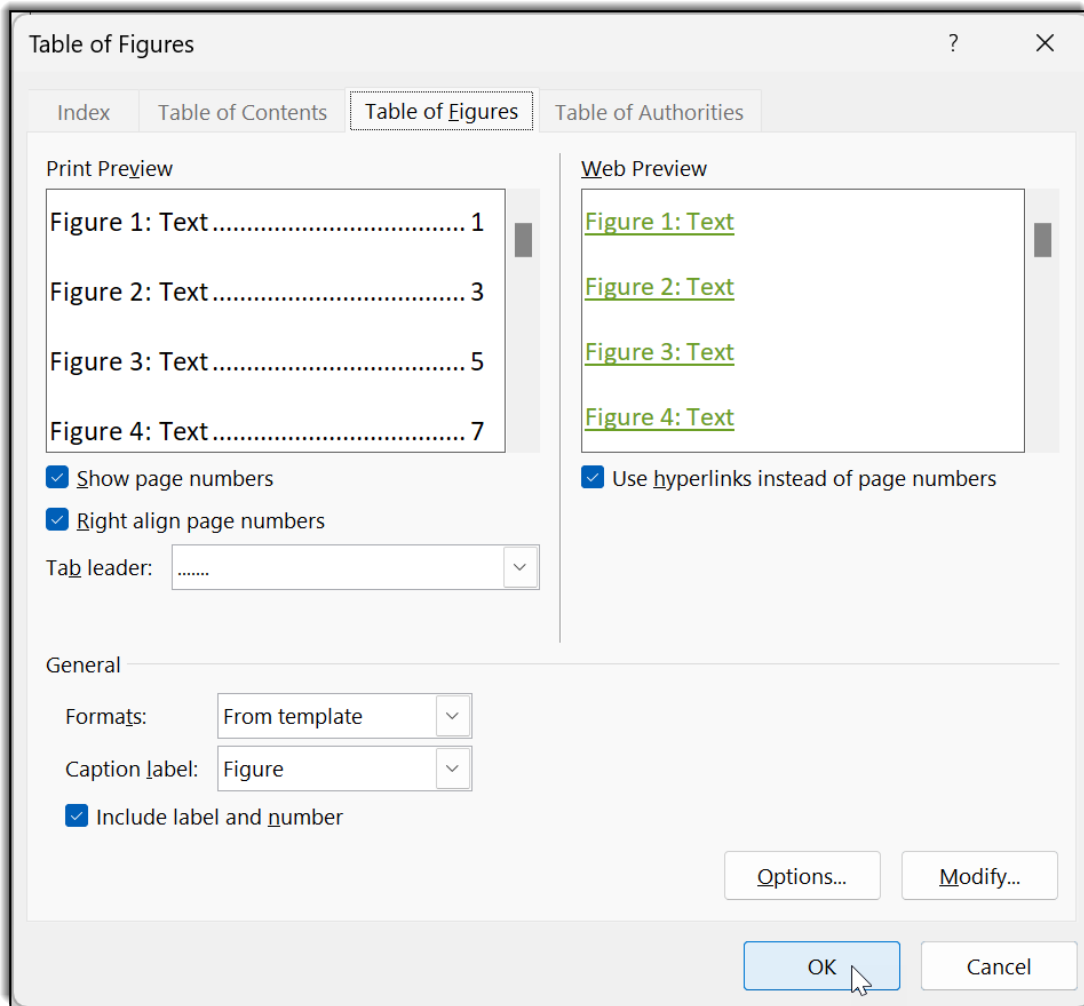 Table of Figures ?
Index Table of Contents Table of Figures Table of Authorities
Print Preview
Figure 1: Text ..................................... 1
Figure 2: Text ..................................... 3
Figure 3: Text ..................................... 5
Figure 4: Text ..................................... 7
Show page numbers
Right align page numbers
Tab leader: .......
Web Preview
Figure 1: Text
Figure 2: Text
Figure 3: Text
Figure 4: Text
Use hyperlinks instead of page numbers
General
Formats: From template
Caption label: Figure
Include label and number
Options... Modify...
OK Cancel